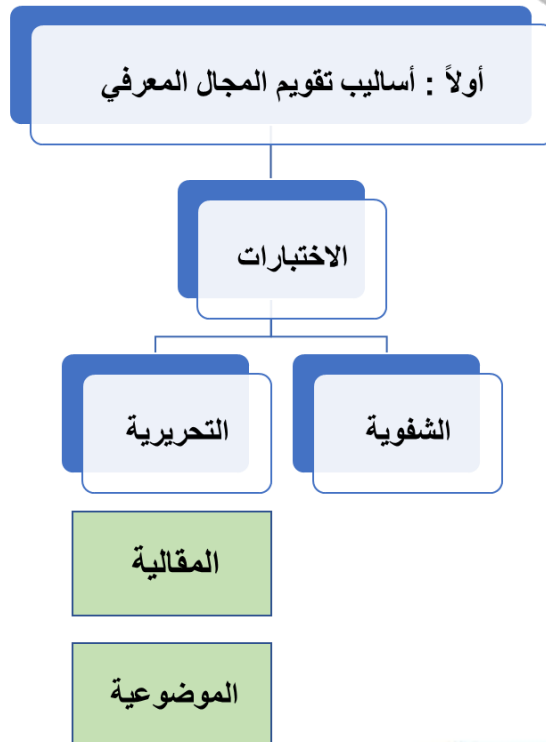 أولاً : أساليب تقويم المجال المعرفي
الاختبارات
الشفوية
التحريرية
المقالية
الموضوعية